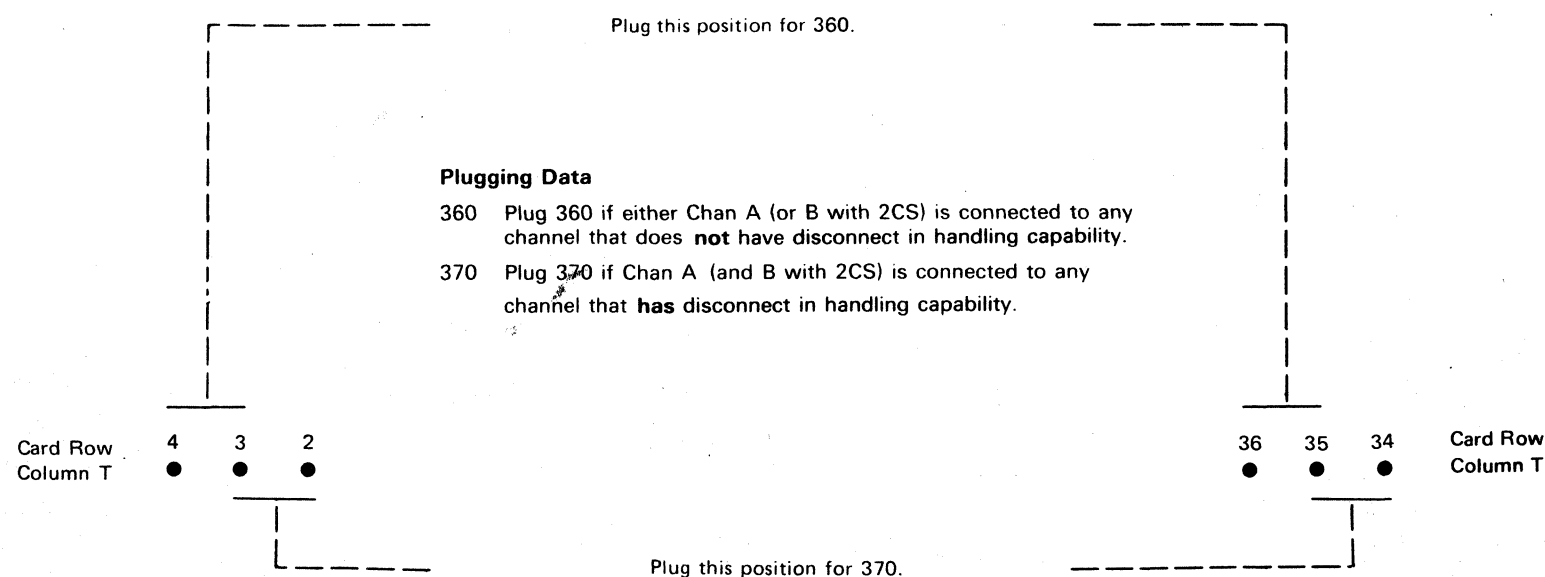 Plug this position for 360.
Plugging Data
360 Plug 360 if either Chan A (or B with 2CS) is connected to any
channel that does not have disconnect in handling capability.
370 Plug 370 if Chan A (and B with 2CS) is connected to any
channel that has disconnect in handling capability.
Card Row 4 3 2
Column T
36 35 34 Card Row
Column T
Plug this position for 370.